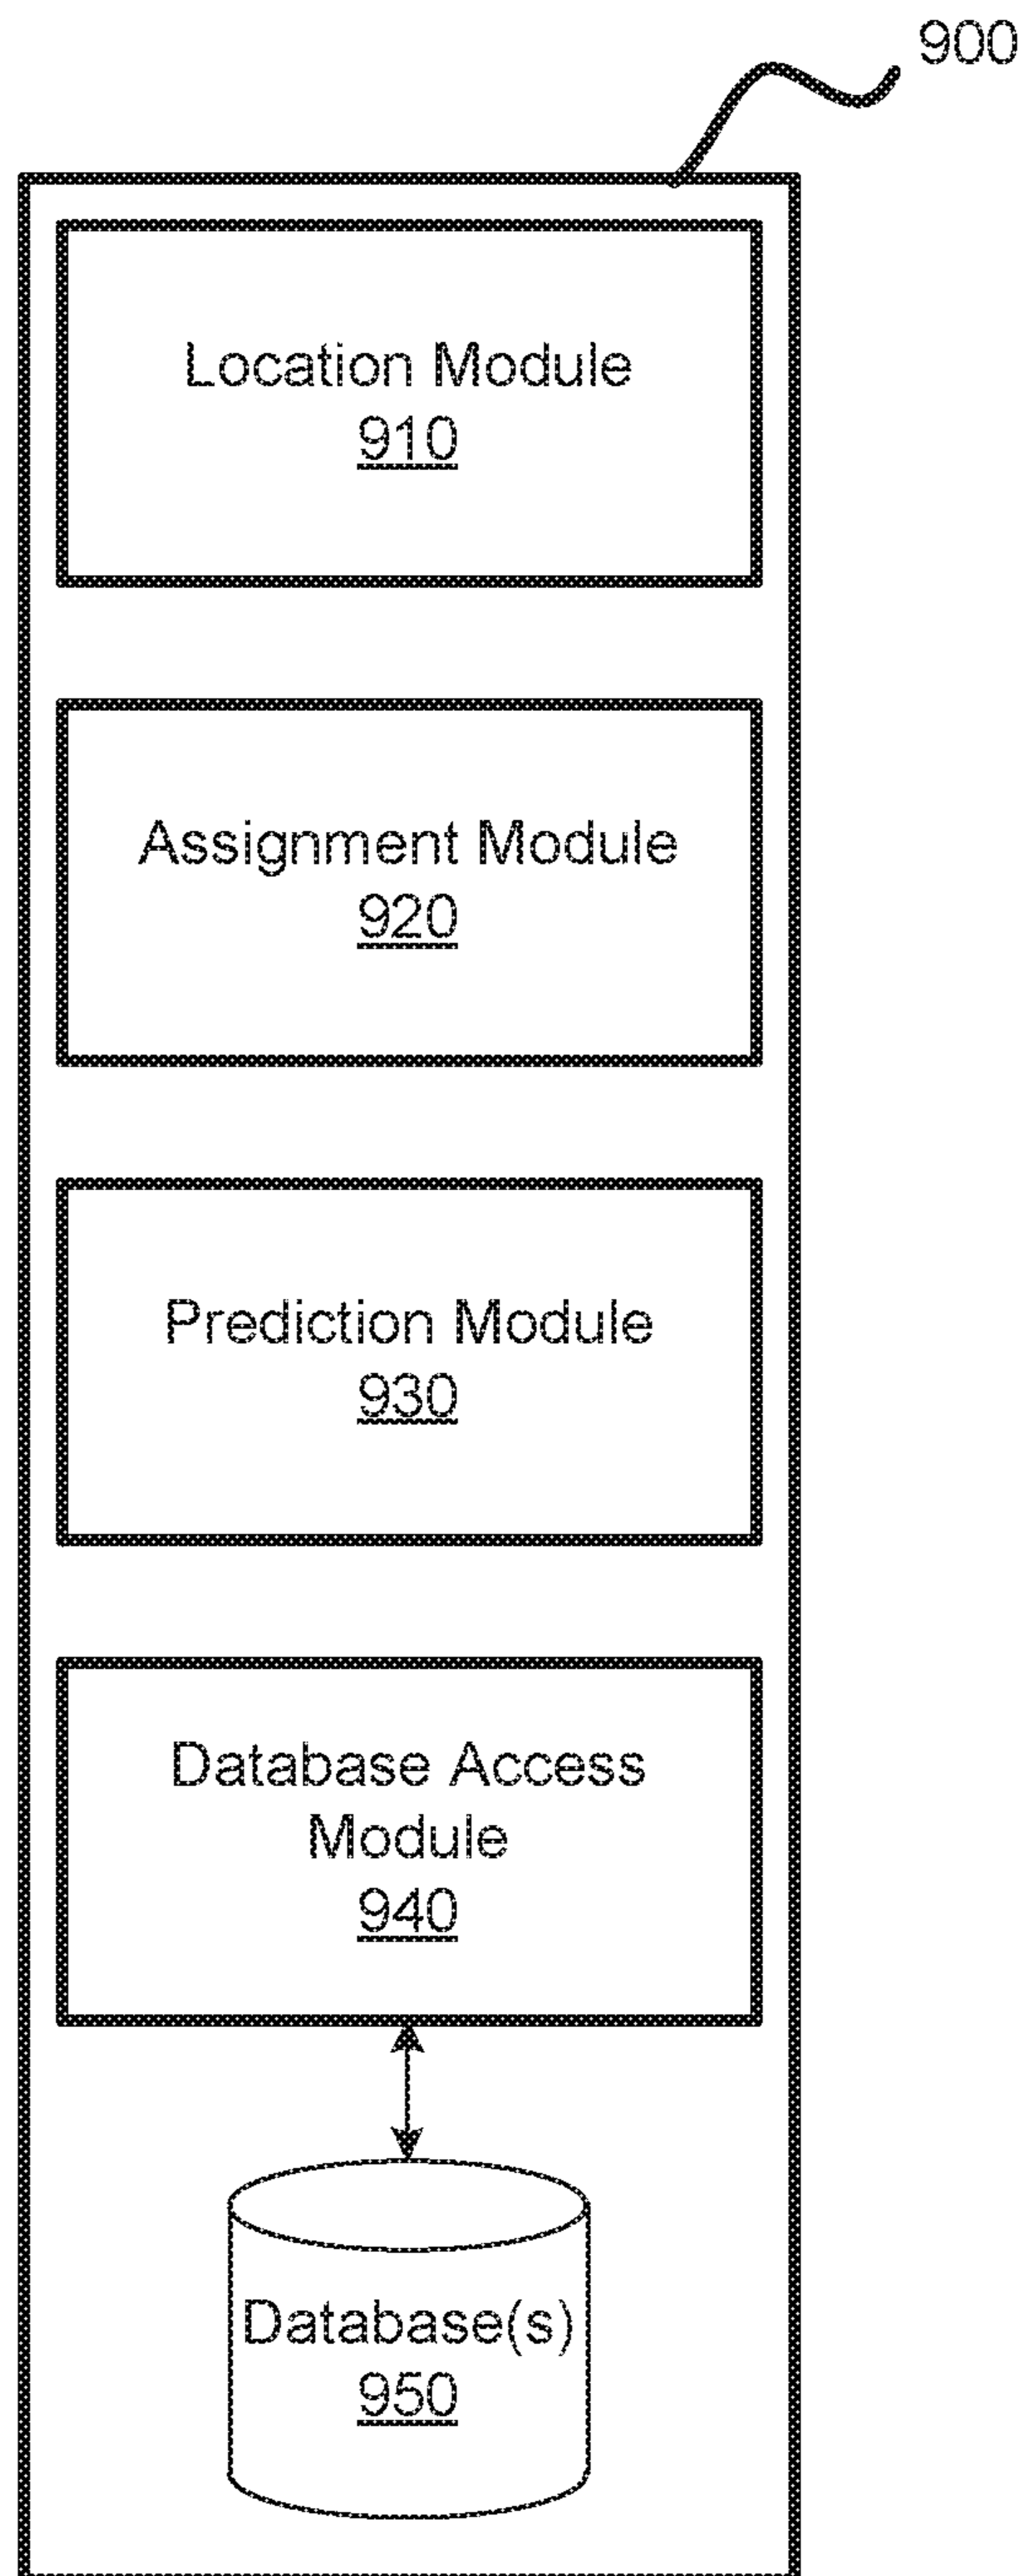 900
Location Module
910
Assignment Module
920
Prediction Module
930
Database Access
Module
940
Database(s)
950